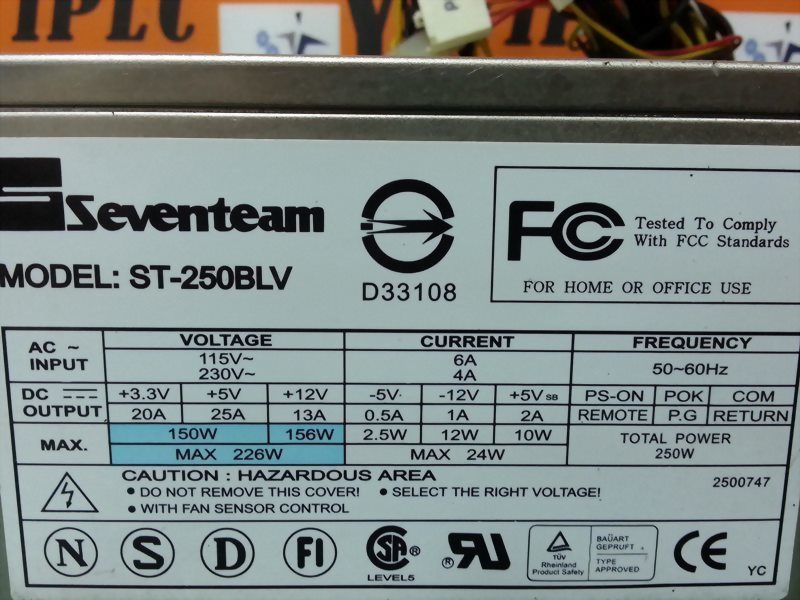 IPLC
Seventeam
MODEL: ST-250BLV
D33108
FC
Tested To Comply
With FCC Standards
FOR HOME OR OFFICE USE
AC ~ INPUT
VOLTAGE CURRENT FREQUENCY
115V~ 6A
230V~ 4A
50~60Hz
DC OUTPUT
+3.3V +5V +12V -5V -12V +5V SB PS-ON POK COM
20A 25A 13A 0.5A 1A 2A REMOTE P.G RETURN
MAX.
150W 156W 2.5W 12W 10W
MAX 226W MAX 24W
TOTAL POWER
250W
CAUTION : HAZARDOUS AREA
• DO NOT REMOVE THIS COVER! • SELECT THE RIGHT VOLTAGE!
• WITH FAN SENSOR CONTROL
2500747
N S D FI
SA ®
LEVEL5
® RU
TÜV
Rheinland
Product Safety
BAÜART
GEPRUFT
TYPE
APPROVED
CE
YC